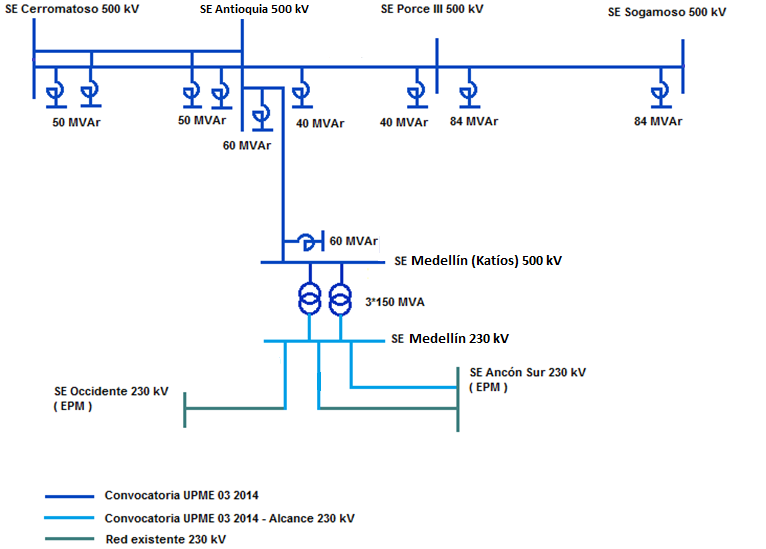 SE Cerromatoso 500 kV
SE Antioquia 500 kV
SE Porce III 500 kV
SE Sogamoso 500 kV
50 MVAr
50 MVAr
60 MVAr
40 MVAr
40 MVAr
84 MVAr
84 MVAr
60 MVAr
SE Medellín (Katíos) 500 kV
3*150 MVA
SE Medellín 230 kV
SE Occidente 230 kV
( EPM )
SE Ancón Sur 230 kV
( EPM )
Convocatoria UPME 03 2014
Convocatoria UPME 03 2014 - Alcance 230 kV
Red existente 230 kV